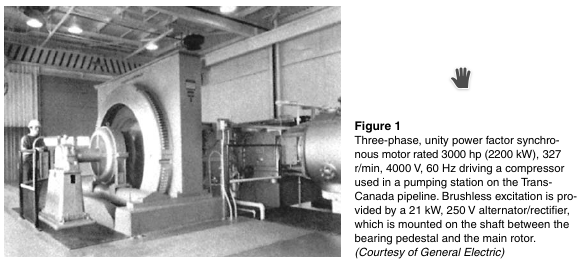 Figure 1
Three-phase, unity power factor synchro-
nous motor rated 3000 hp (2200 kW), 327
r/min, 4000 V, 60 Hz driving a compressor
used in a pumping station on the Trans-
Canada pipeline. Brushless excitation is pro-
vided by a 21 kW, 250 V alternator/rectifier,
which is mounted on the shaft between the
bearing pedestal and the main rotor.
(Courtesy of General Electric)